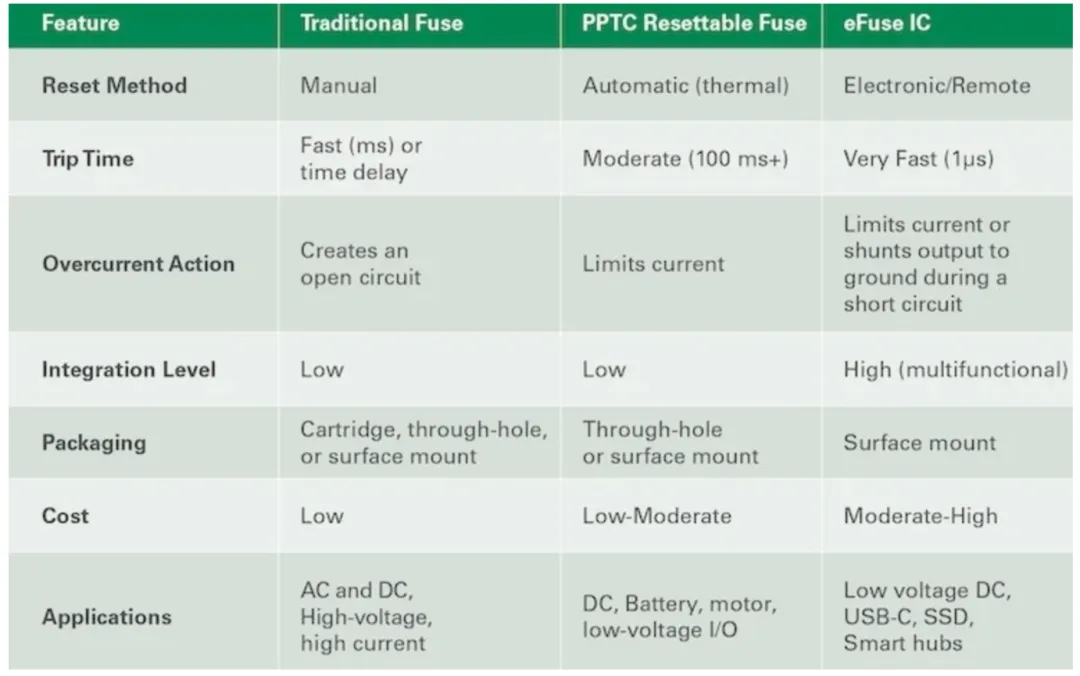 Feature Traditional Fuse PPTC Resettable Fuse eFuse IC
Reset Method Manual Automatic (thermal) Electronic/Remote
Trip Time Fast (ms) or time delay Moderate (100 ms+) Very Fast (1µs)
Overcurrent Action Creates an open circuit Limits current Limits current or shunts output to ground during a short circuit
Integration Level Low Low High (multifunctional)
Packaging Cartridge, through-hole, or surface mount Through-hole or surface mount Surface mount
Cost Low Low-Moderate Moderate-High
Applications AC and DC, High-voltage, high current DC, Battery, motor, low-voltage I/O Low voltage DC, USB-C, SSD, Smart hubs